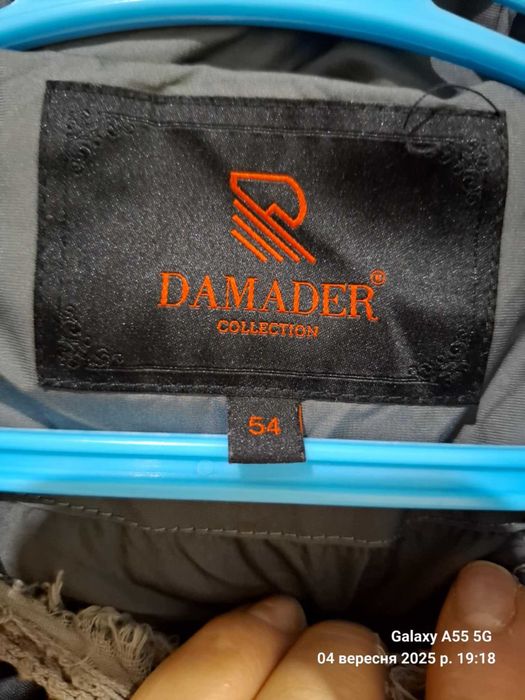 DAMADER
COLLECTION
54
Galaxy A55 5G
04 вересня 2025 р. 19:18